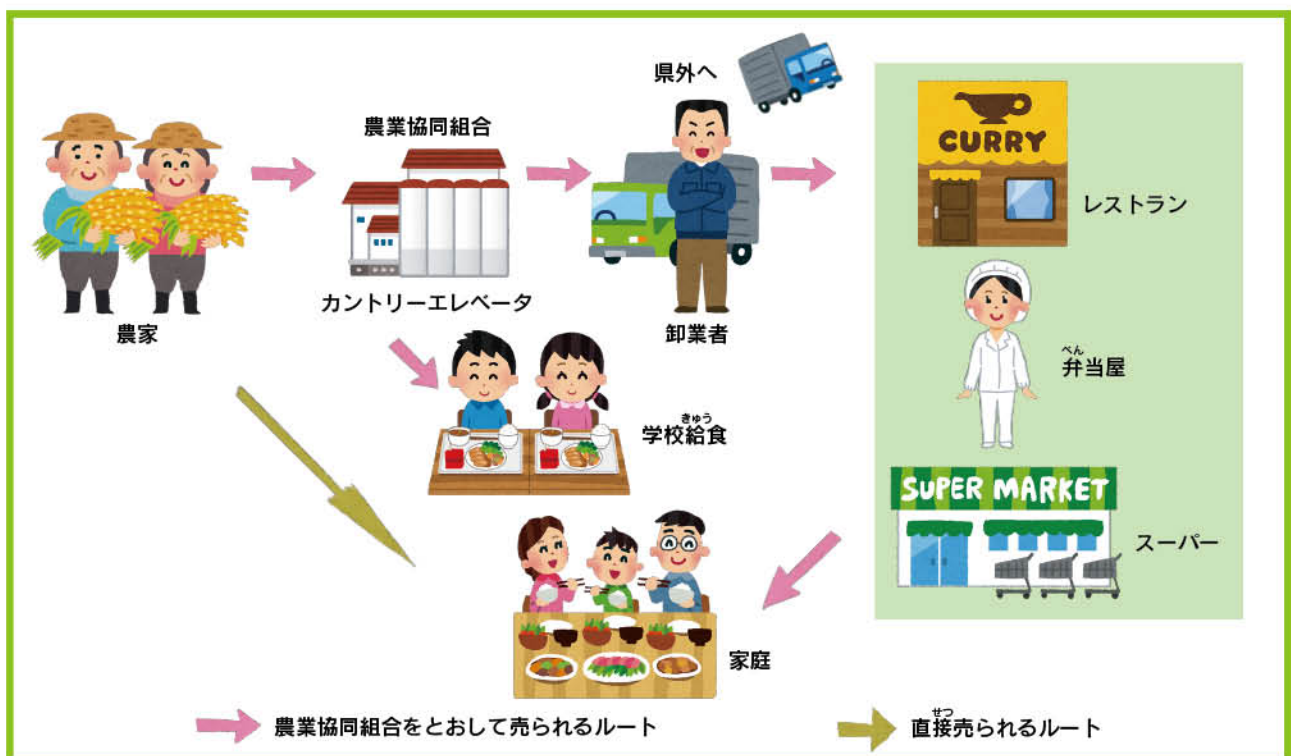 県外へ
農業協同組合
CURRY
レストラン
カントリーエレベータ
農家
卸業者
べん
弁当屋
きゅう
学校給食
SUPER MARKET
スーパー
家庭
農業協同組合をとおして売られるルート
せつ
直接売られるルート